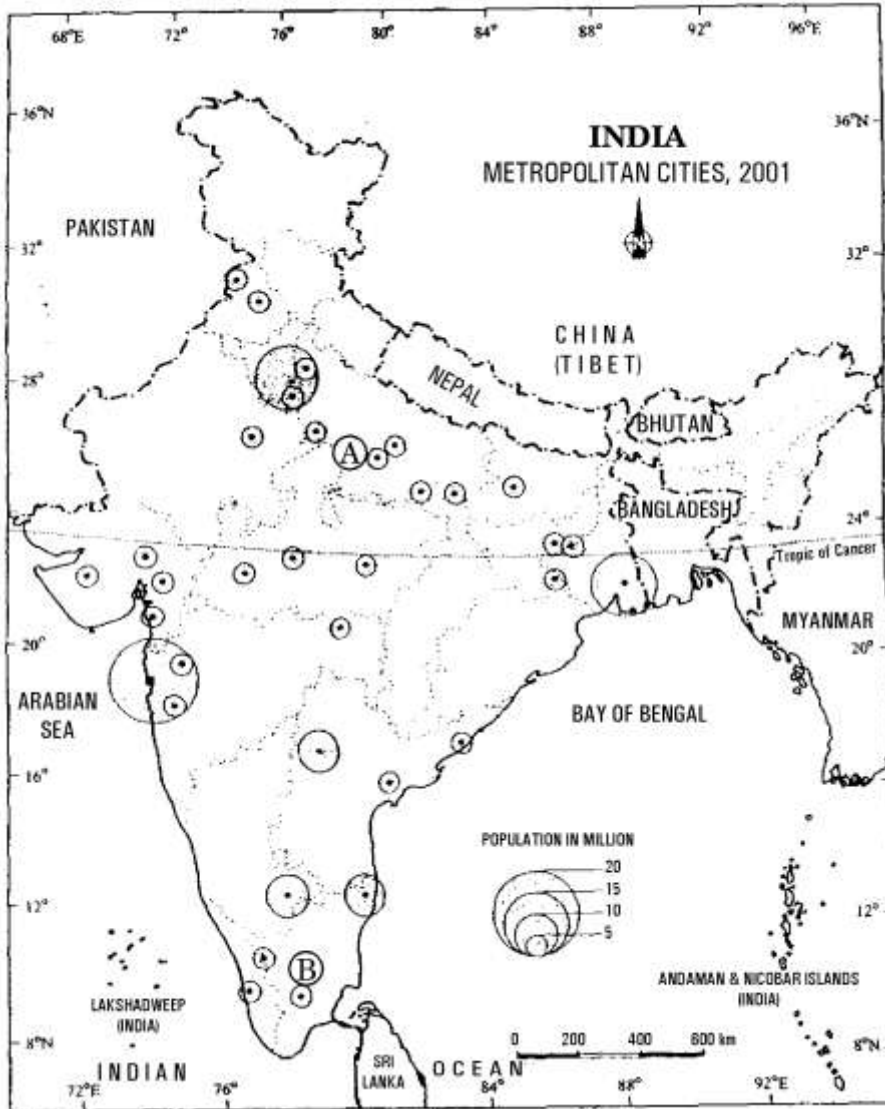 68°E 72° 76° 80° 84° 88° 92° 96°E
36°N 36°N
INDIA
METROPOLITAN CITIES, 2001
N
PAKISTAN
32° 32°
CHINA
(TIBET)
28° 28°
NEPAL
BHUTAN
A
BANGLADESH
24°
Tropic of Cancer
MYANMAR
20° 20°
ARABIAN
SEA
BAY OF BENGAL
16° 16°
POPULATION IN MILLION
20
15
10
5
12° 12°
B
ANDAMAN & NICOBAR ISLANDS
(INDIA)
LAKSHADWEEP
(INDIA)
0 200 400 600 km
8°N 8°N
INDIAN OCEAN
SRI
LANKA
72°E 76° 84° 88° 92°E